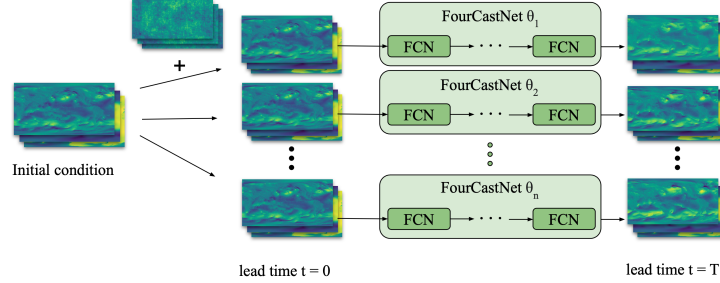 FourCastNet θ1
FCN · · · FCN
+
FourCastNet θ2
FCN · · · FCN
Initial condition
FourCastNet θn
FCN · · · FCN
lead time t = 0
lead time t = T